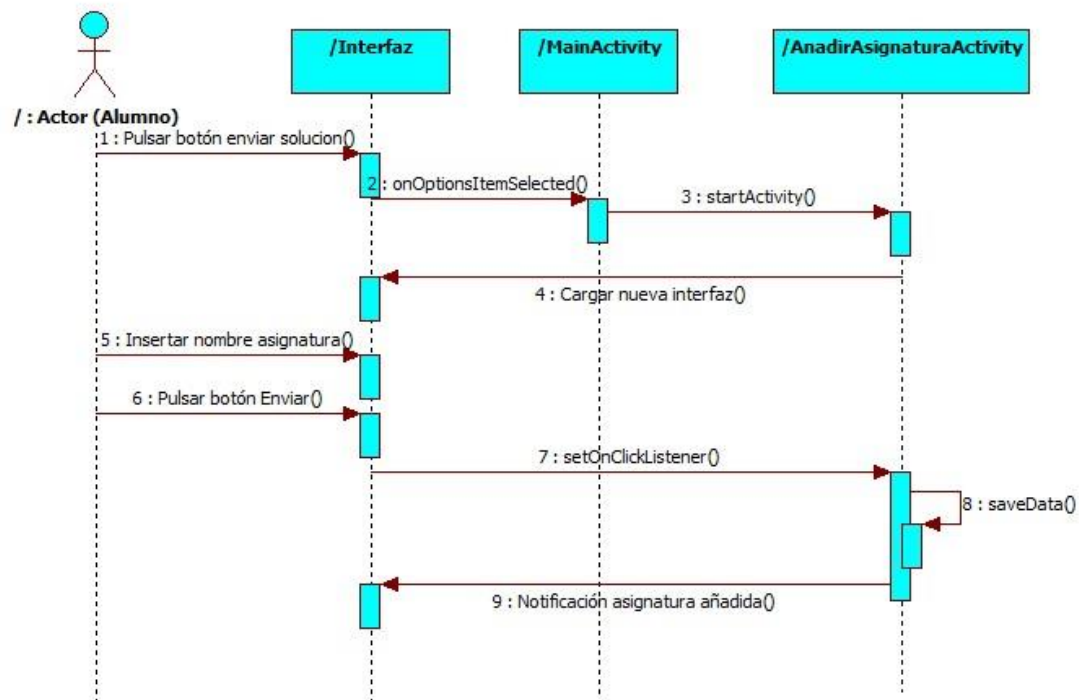 /Interfaz
/MainActivity
/AnadirAsignaturaActivity
/ : Actor (Alumno)
1 : Pulsar botón enviar solucion()
2 : onOptionsItemSelected()
3 : startActivity()
4 : Cargar nueva interfaz()
5 : Insertar nombre asignatura()
6 : Pulsar botón Enviar()
7 : setOnClickListener()
8 : saveData()
9 : Notificación asignatura añadida()